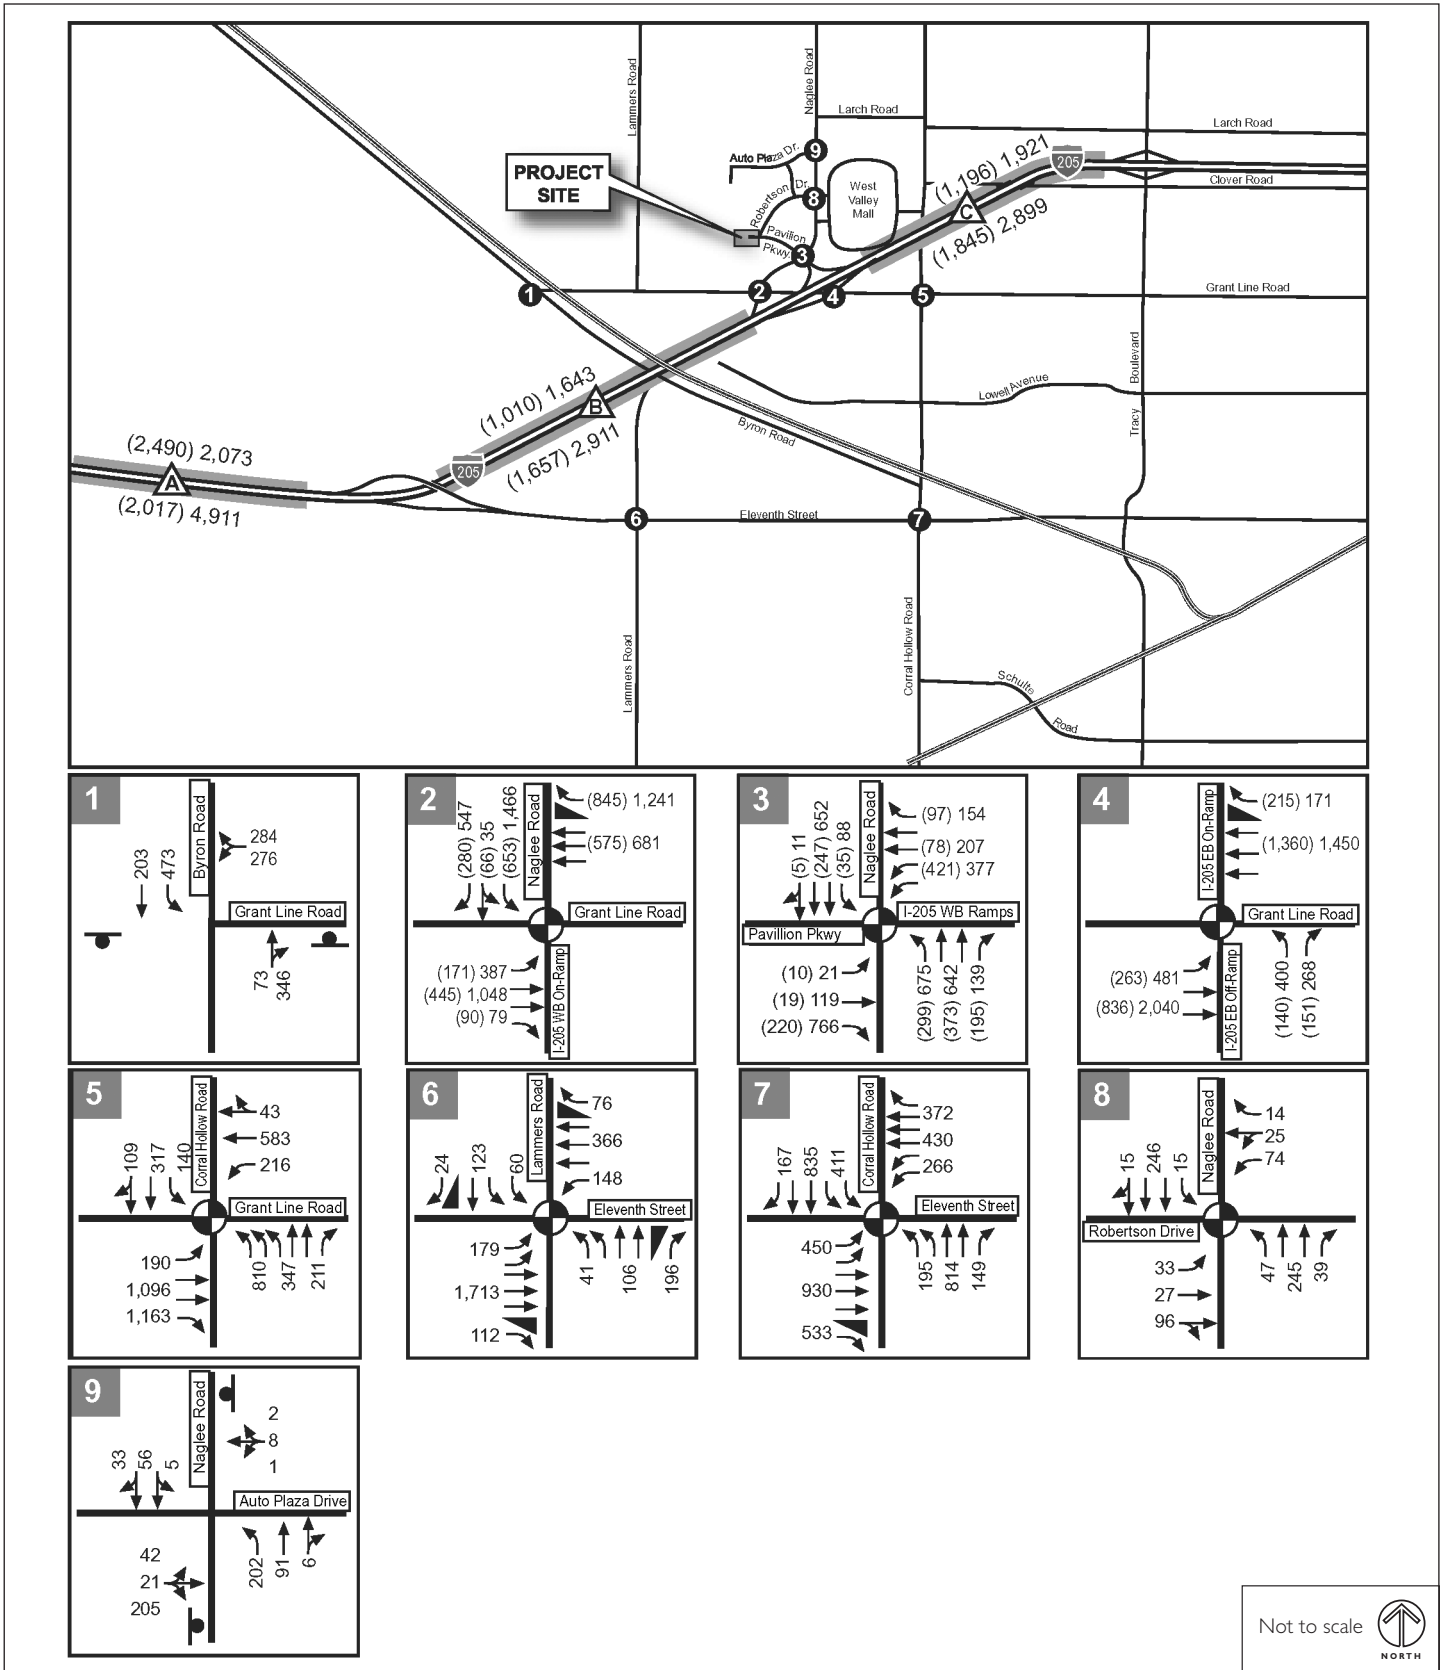 Lammers Road
Naglee Road
Larch Road
Larch Road
Auto Plaza Dr.
9
PROJECT
SITE
West
Valley
Mall
Robertson Dr.
8
Pavilion
Pkwy.
3
(1,196) 1,921
205
Clover Road
C
(1,845) 2,899
1
2
4
5
Grant Line Road
(1,010) 1,643
B
(1,657) 2,911
205
Lowell Avenue
Byron Road
Tracy Boulevard
(2,490) 2,073
A
(2,017) 4,911
6
Eleventh Street
7
Lammers Road
Corral Hollow Road
Schulte Road
1
Byron Road
203
473
284
276
Grant Line Road
73
346
2
(280) 547
(66) 35
(653) 1,466
Naglee Road
(845) 1,241
(575) 681
Grant Line Road
(171) 387
(445) 1,048
(90) 79
I-205 WB On-Ramp
3
(5) 11
(247) 652
(35) 88
Naglee Road
(97) 154
(78) 207
(421) 377
I-205 WB Ramps
Pavillion Pkwy
(10) 21
(19) 119
(220) 766
(299) 675
(373) 642
(195) 139
4
I-205 EB On-Ramp
(215) 171
(1,360) 1,450
Grant Line Road
(263) 481
(836) 2,040
I-205 EB Off-Ramp
(140) 400
(151) 268
5
109
317
140
Corral Hollow Road
43
583
216
Grant Line Road
190
1,096
1,163
810
347
211
6
24
123
60
Lammers Road
76
366
148
Eleventh Street
179
1,713
112
41
106
196
7
167
835
411
Corral Hollow Road
372
430
266
Eleventh Street
450
930
533
195
814
149
8
15
246
15
Naglee Road
14
25
74
Robertson Drive
33
27
96
47
245
39
9
33
56
5
Naglee Road
2
8
1
Auto Plaza Drive
42
21
205
202
91
6
Not to scale
NORTH